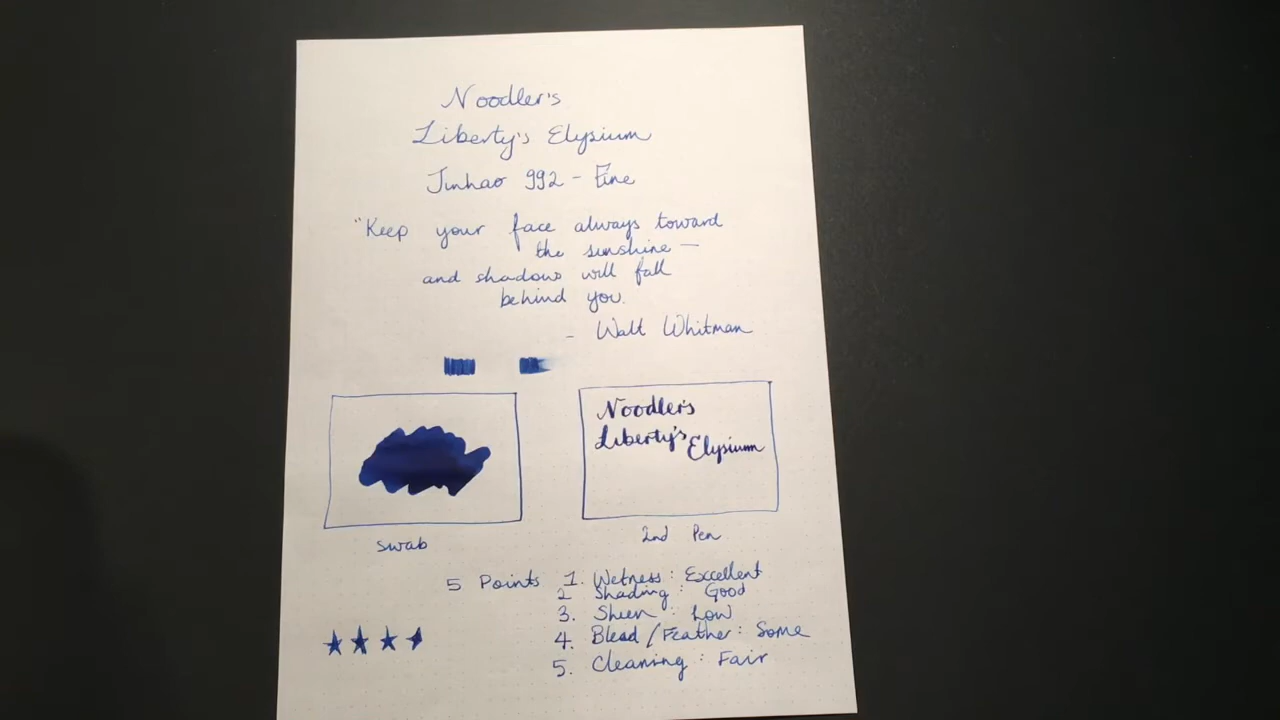 Noodler's
Liberty's Elysium
Jinhao 992 - Fine
"Keep your face always toward
the sunshine —
and shadows will fall
behind you.
- Walt Whitman
Noodler's
Liberty's Elysium
Swab
2nd Pen
5 Points 1. Wetness : Excellent
2 Shading : Good
3. Sheen : Low
4. Bleed / Feather : Some
5. Cleaning : Fair